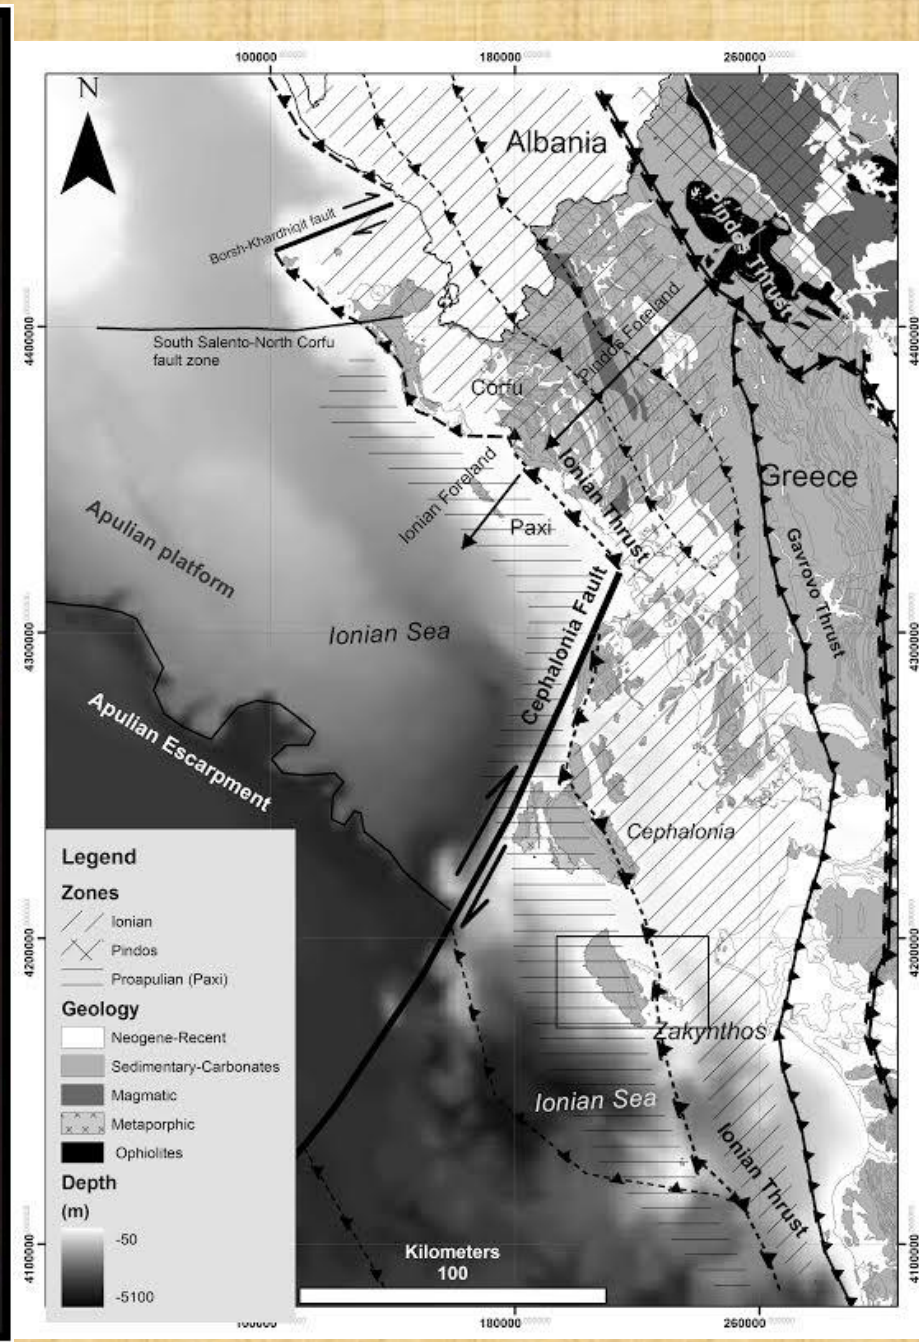 100000
180000
260000
N
Albania
Pindos Thrust
Borsh-Khardhiqit fault
4400000
4400000
South Salento-North Corfu
fault zone
Pindos Foreland
Corfu
Ionian Thrust
Greece
Ionian Foreland
Paxi
Apulian platform
Gavrovo Thrust
4300000
4300000
Ionian Sea
Cephalonia Fault
Apulian Escarpment
Cephalonia
Legend
Zones
Ionian
Pindos
Proapulian (Paxi)
4200000
4200000
Geology
Neogene-Recent
Zakynthos
Sedimentary-Carbonates
Magmatic
Ionian Sea
Metaporphic
Ophiolites
Ionian Thrust
Depth
(m)
-50
-5100
4100000
4100000
Kilometers
100
180000
260000